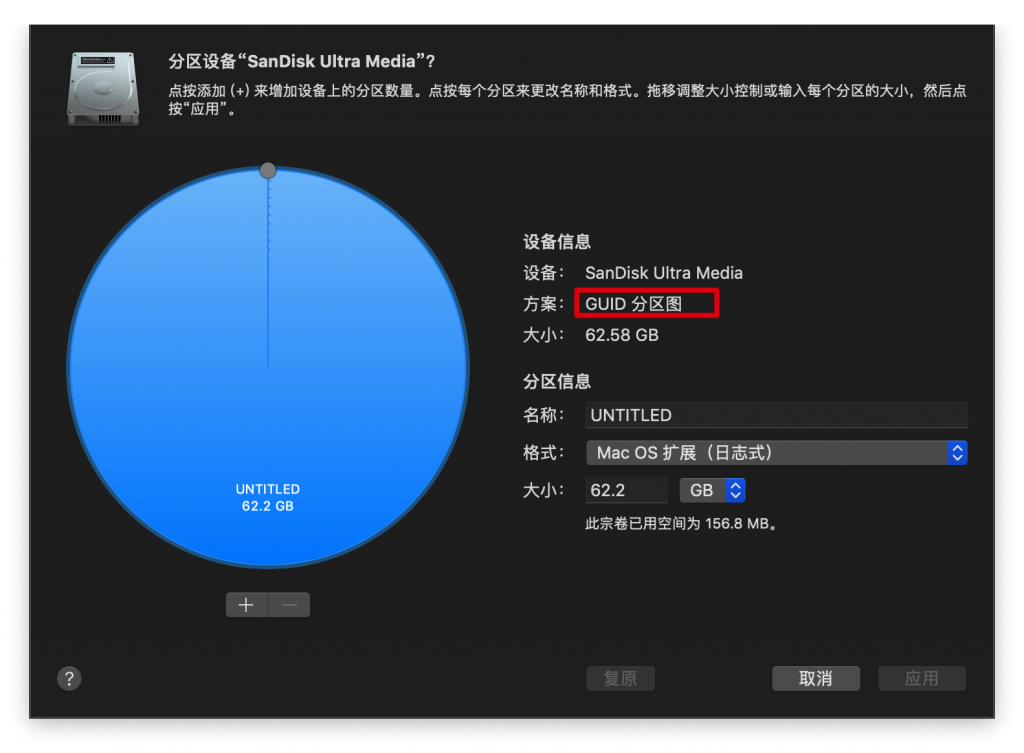 分区设备“SanDisk Ultra Media”?
点按添加 (+) 来增加设备上的分区数量。点按每个分区来更改名称和格式。拖移调整大小控制或输入每个分区的大小，然后点
按“应用”。
设备信息
设备： SanDisk Ultra Media
方案： GUID 分区图
大小： 62.58 GB
分区信息
名称： UNTITLED
格式： Mac OS 扩展（日志式）
大小： 62.2 GB
此宗卷已用空间为 156.8 MB。
UNTITLED
62.2 GB
+ −
? 复原 取消 应用